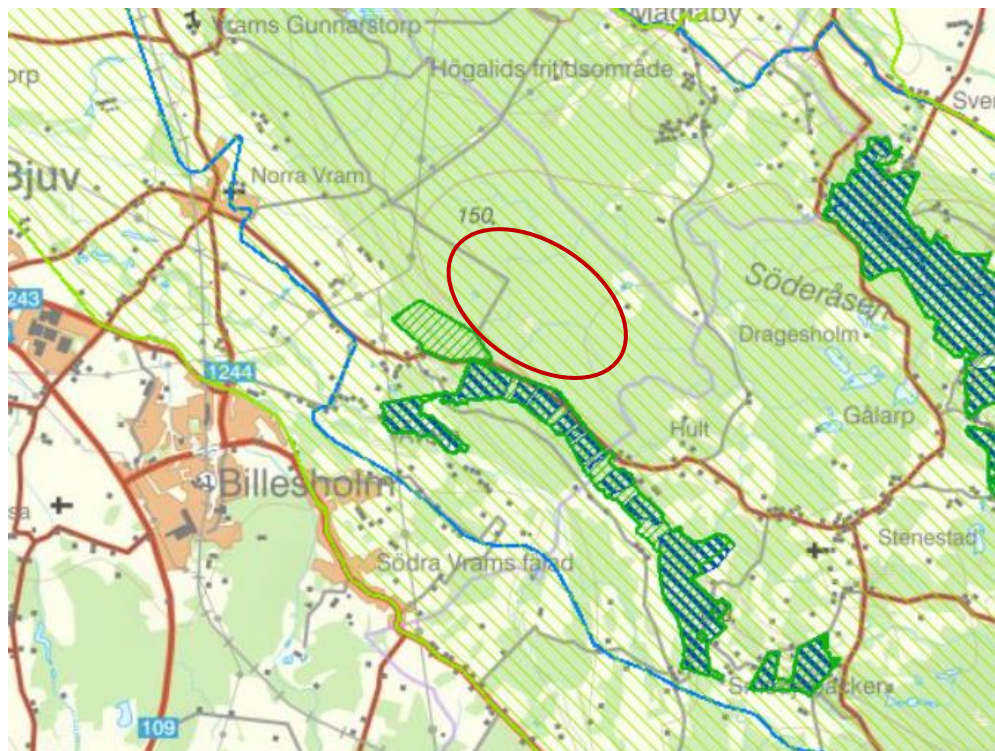 Vrams Gunnarstorp
Högalids fritidsområde
Bjuv
Norra Vram
150
Söderåsen
Dragesholm
243
1244
Gålarp
Hult
Billesholm
Stenestad
Södra Vrams fälad
109